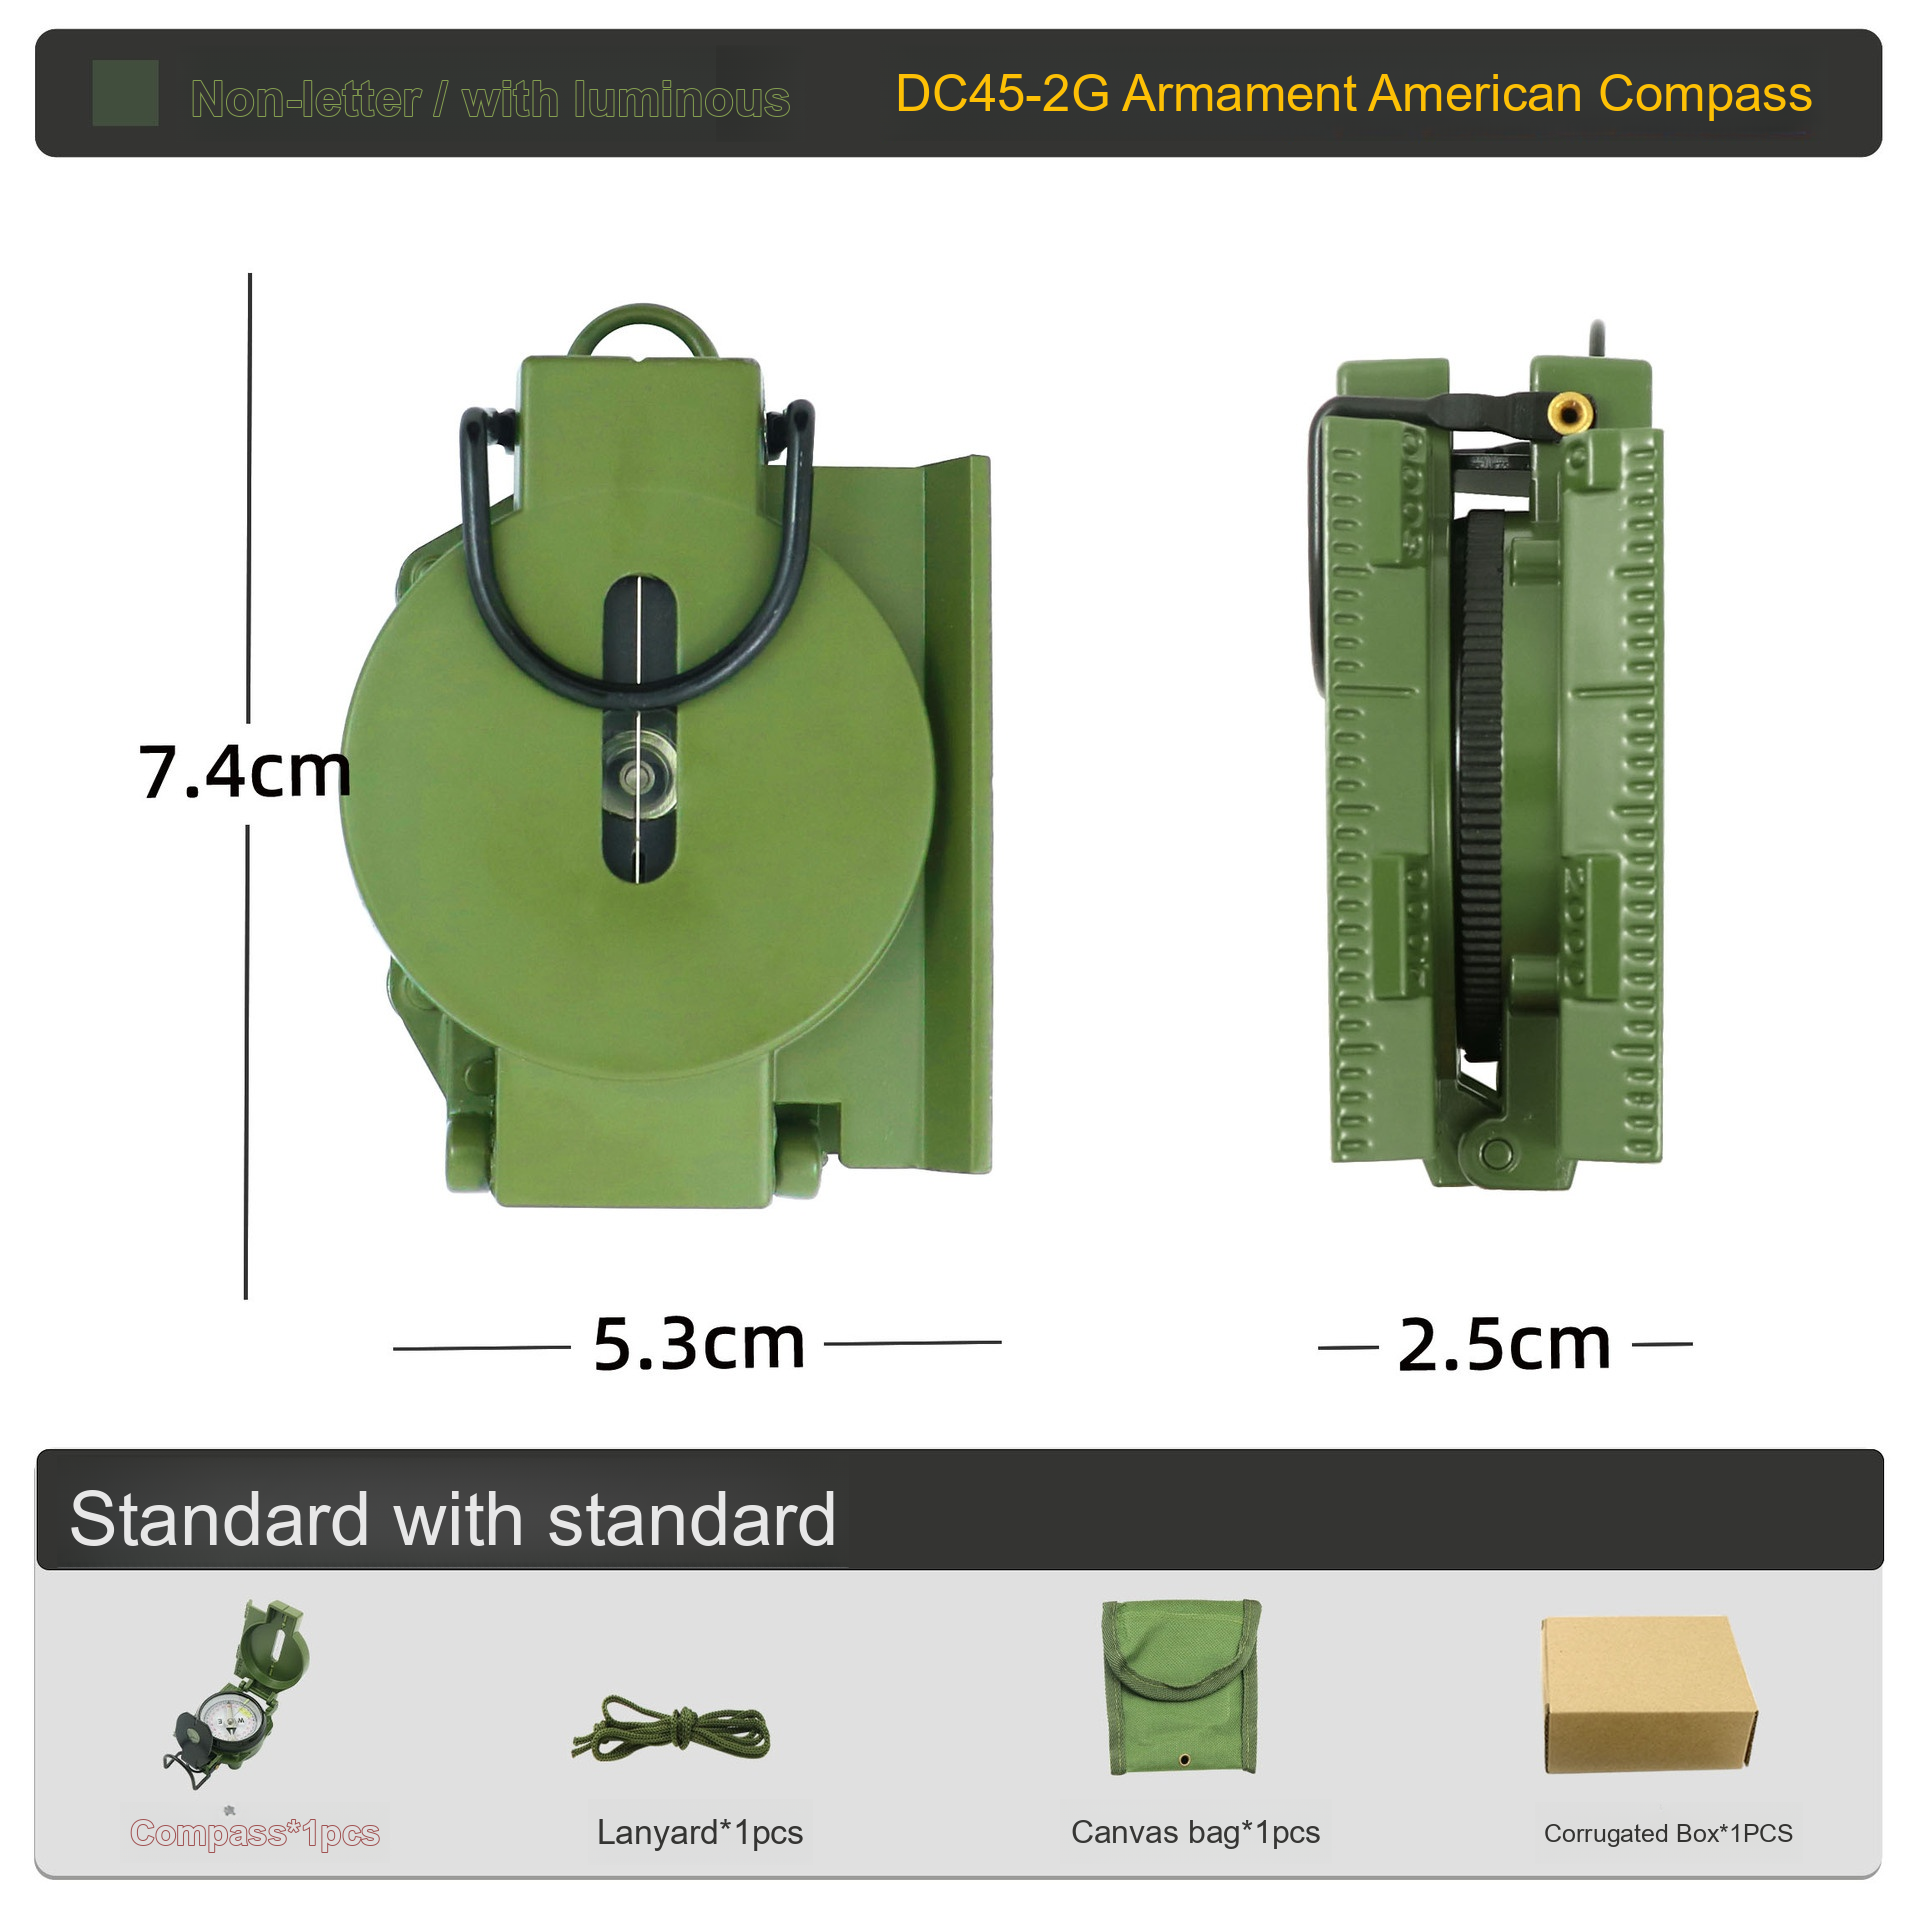 Non-letter / with luminous
DC45-2G Armament American Compass
7.4cm
5.3cm
2.5cm
Standard with standard
Compass*1pcs
Lanyard*1pcs
Canvas bag*1pcs
Corrugated Box*1PCS